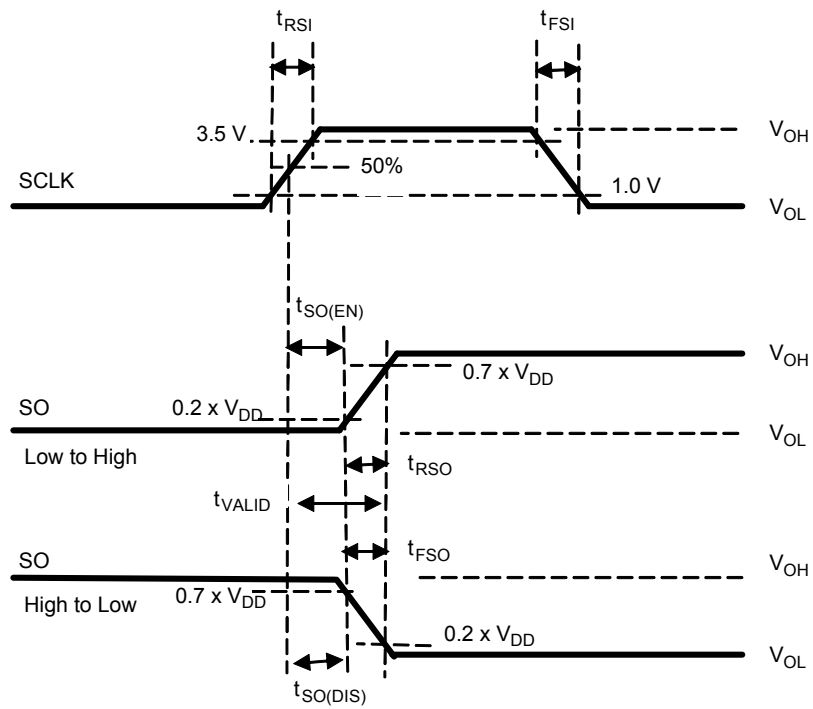 tRSI
tFSI
3.5 V
VOH
50%
SCLK
1.0 V
VOL
tSO(EN)
VOH
0.7 x VDD
SO
0.2 x VDD
VOL
Low to High
tRSO
tVALID
tFSO
SO
VOH
High to Low
0.7 x VDD
0.2 x VDD
VOL
tSO(DIS)